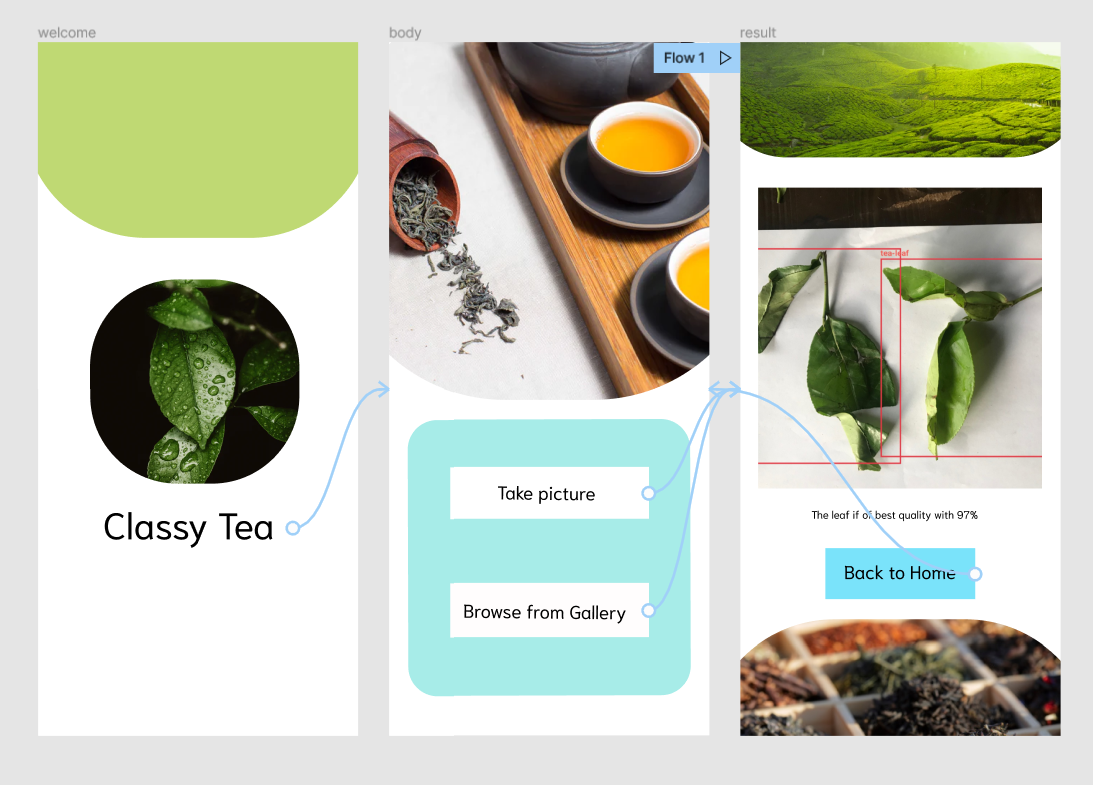 welcome
body
result
Flow 1
tea-leaf
Classy Tea
Take picture
Browse from Gallery
The leaf if of best quality with 97%
Back to Home